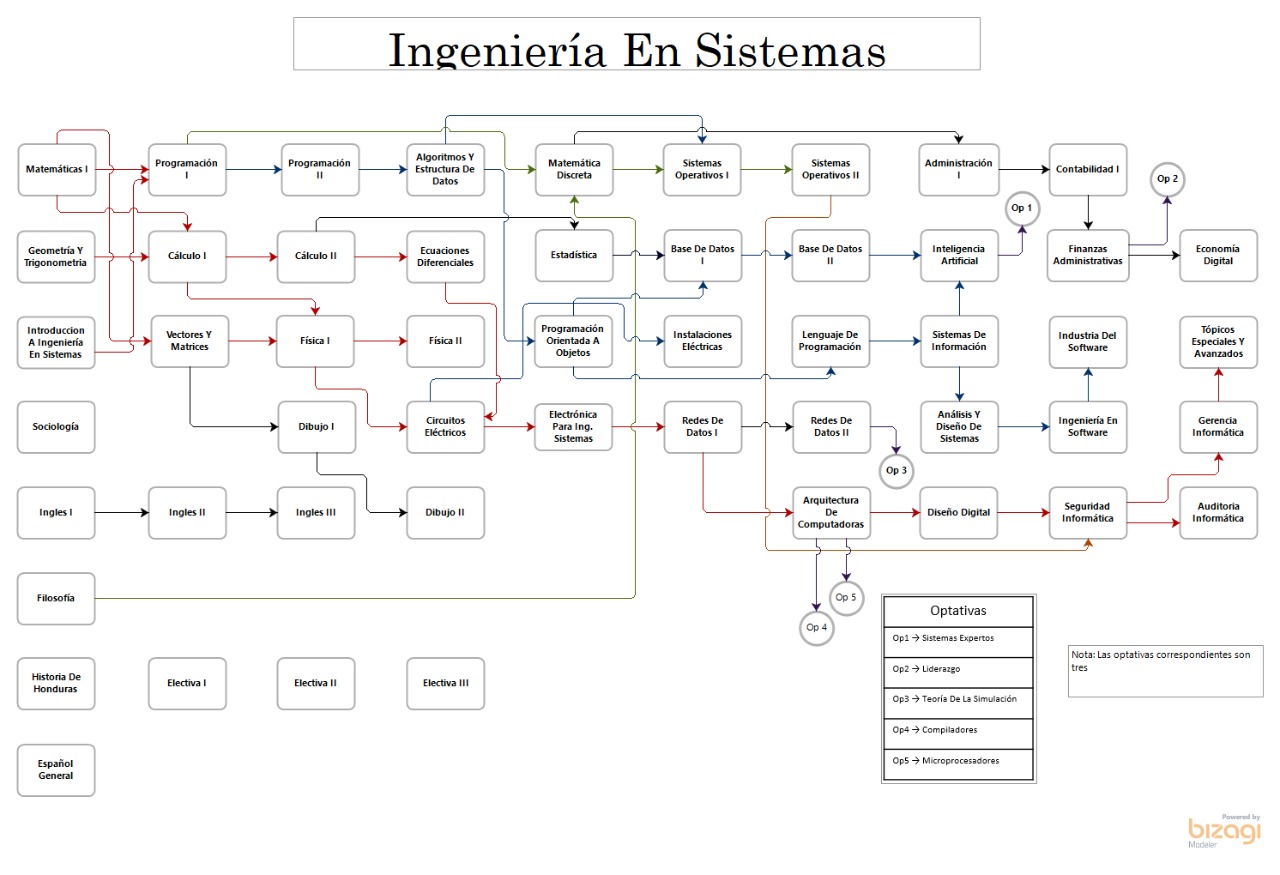 Ingeniería En Sistemas
Matemáticas I
Programación
I
Programación
II
Algoritmos Y
Estructura De
Datos
Matemática
Discreta
Sistemas
Operativos I
Sistemas
Operativos II
Administración
I
Contabilidad I
Op 2
Op 1
Geometría Y
Trigonometria
Cálculo I
Cálculo II
Ecuaciones
Diferenciales
Estadística
Base De Datos
I
Base De Datos
II
Inteligencia
Artificial
Finanzas
Administrativas
Economía
Digital
Introduccion
A Ingeniería
En Sistemas
Vectores Y
Matrices
Física I
Física II
Programación
Orientada A
Objetos
Instalaciones
Eléctricas
Lenguaje De
Programación
Sistemas De
Información
Industria Del
Software
Tópicos
Especiales Y
Avanzados
Sociología
Dibujo I
Circuitos
Eléctricos
Electrónica
Para Ing.
Sistemas
Redes De
Datos I
Redes De
Datos II
Análisis Y
Diseño De
Sistemas
Ingeniería En
Software
Gerencia
Informática
Op 3
Ingles I
Ingles II
Ingles III
Dibujo II
Arquitectura
De
Computadoras
Diseño Digital
Seguridad
Informática
Auditoria
Informática
Filosofía
Op 5
Op 4
Optativas
Op1 → Sistemas Expertos
Op2 → Liderazgo
Op3 → Teoría De La Simulación
Op4 → Compiladores
Op5 → Microprocesadores
Nota: Las optativas correspondientes son
tres
Historia De
Honduras
Electiva I
Electiva II
Electiva III
Español
General
Powered by
bizagi
Modeler